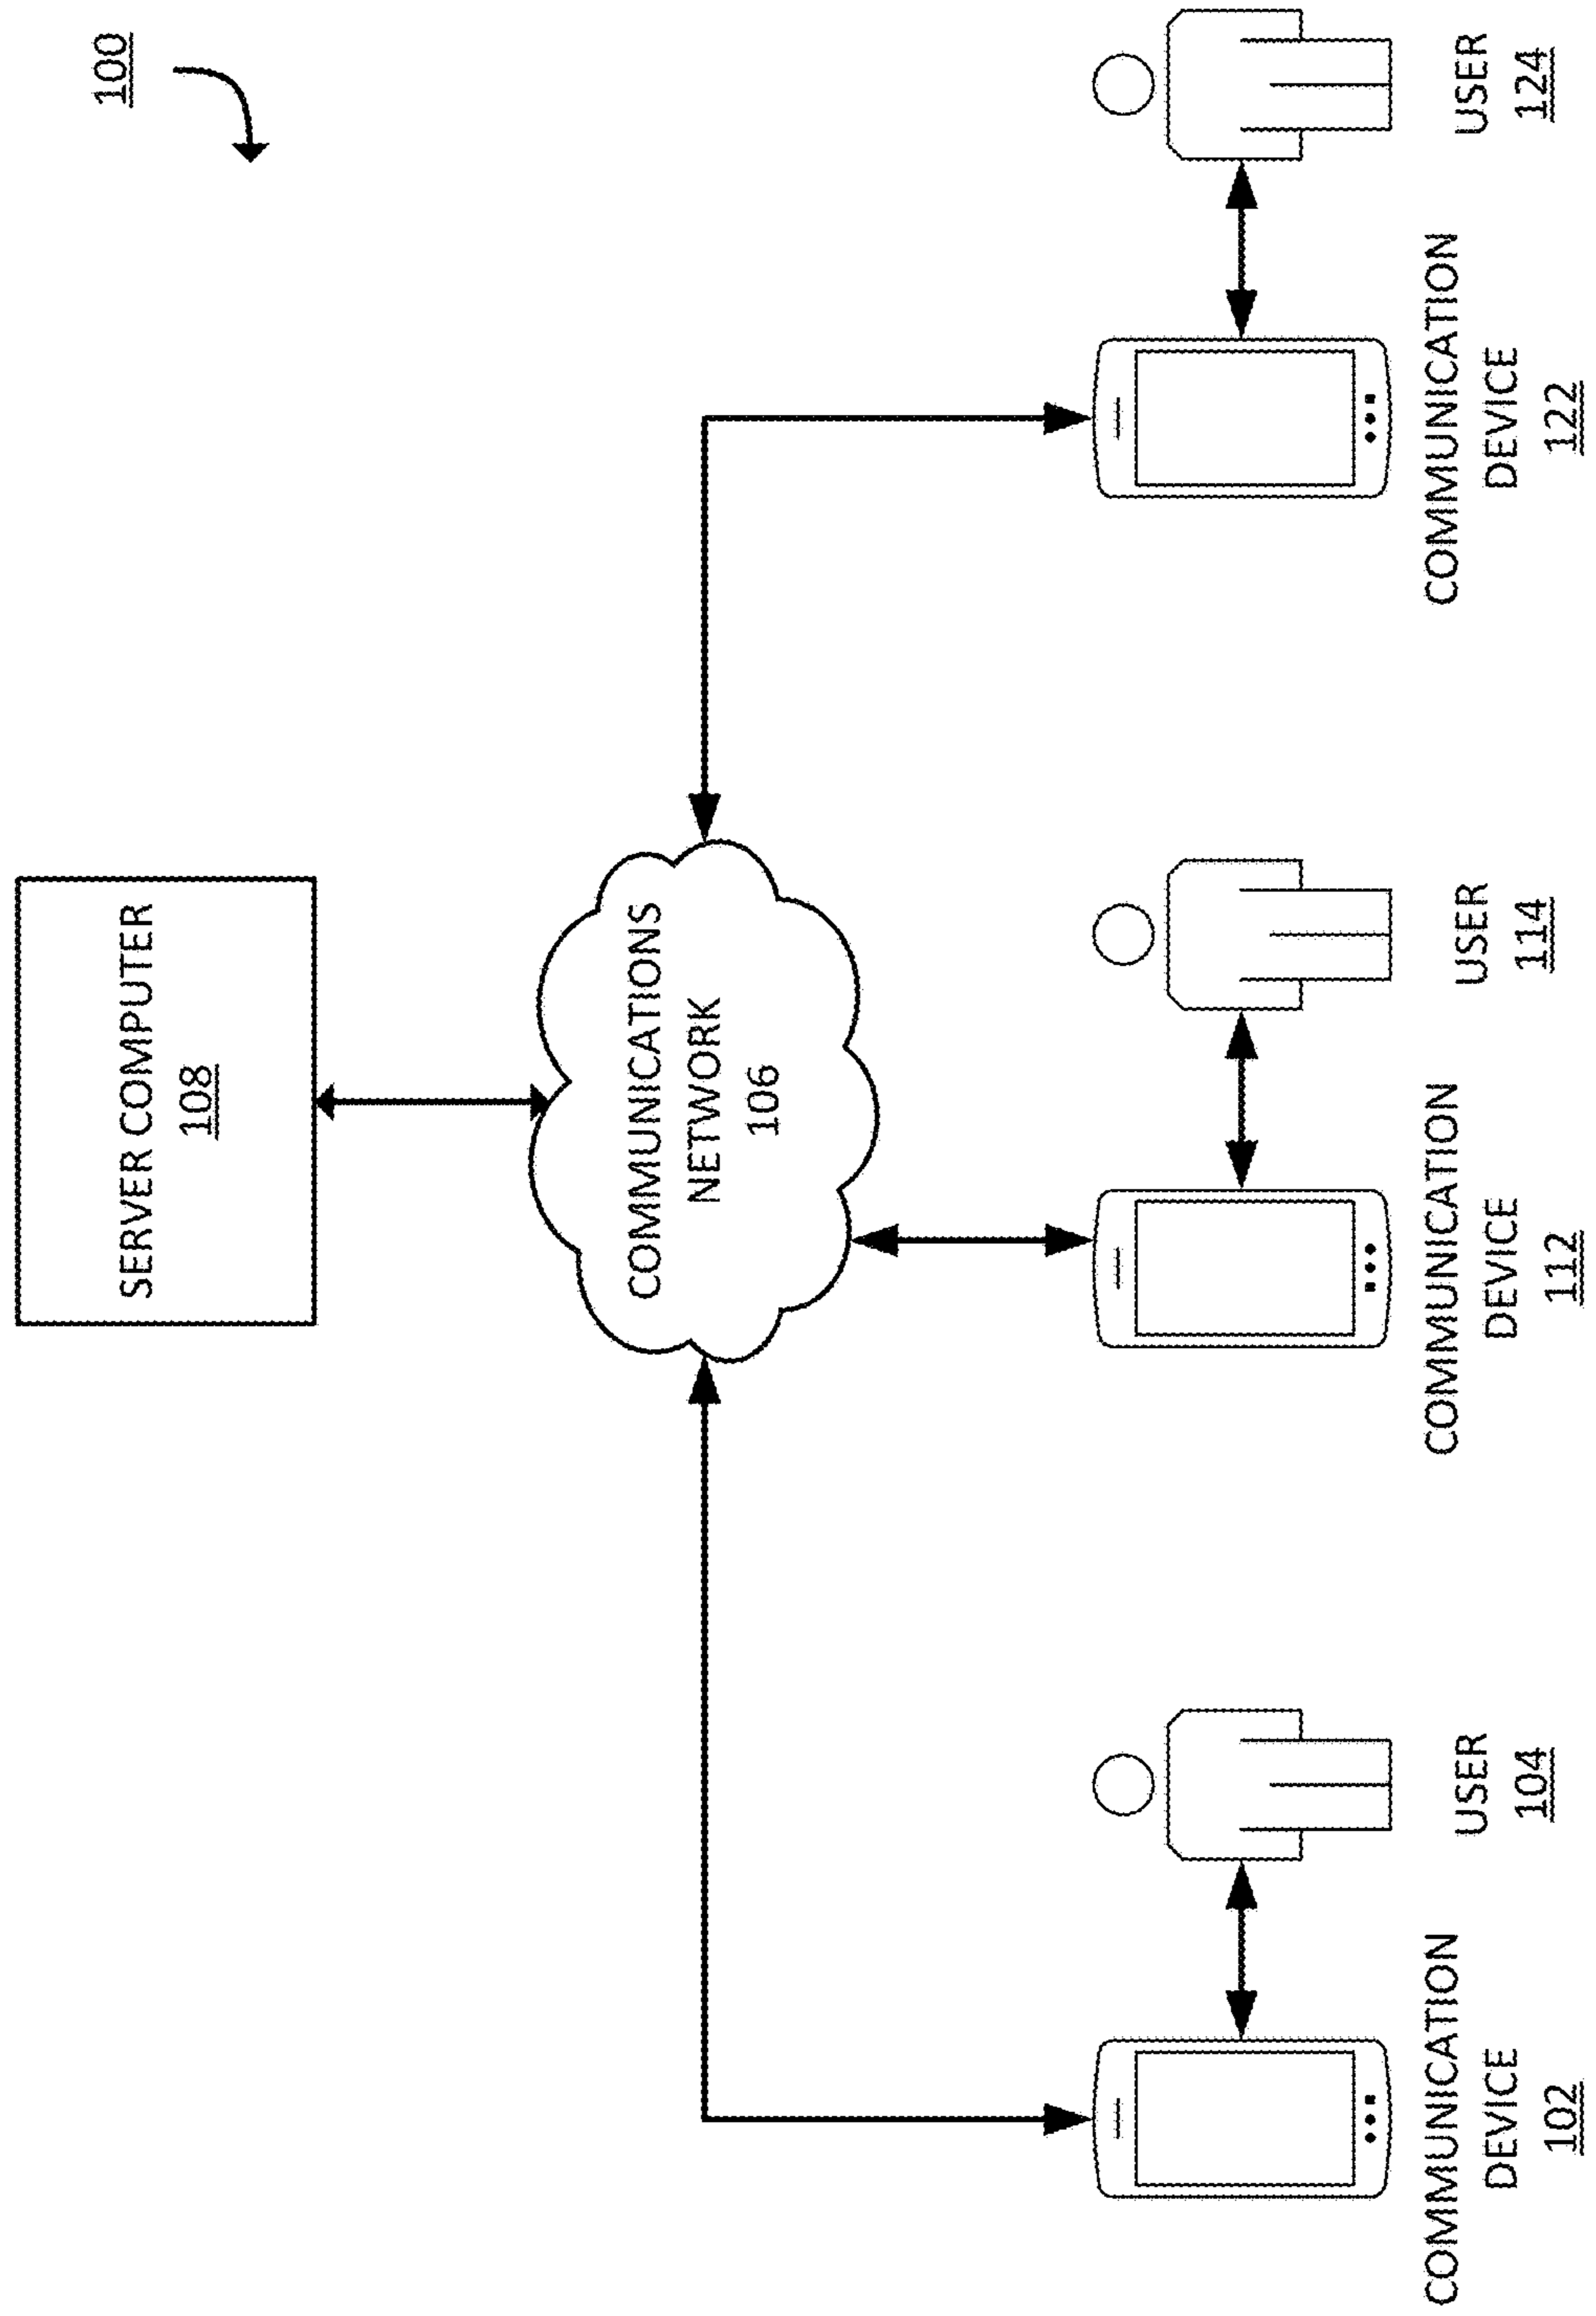 100
SERVER COMPUTER
108
COMMUNICATIONS
NETWORK
106
COMMUNICATION
DEVICE
102
USER
104
COMMUNICATION
DEVICE
112
USER
114
COMMUNICATION
DEVICE
122
USER
124